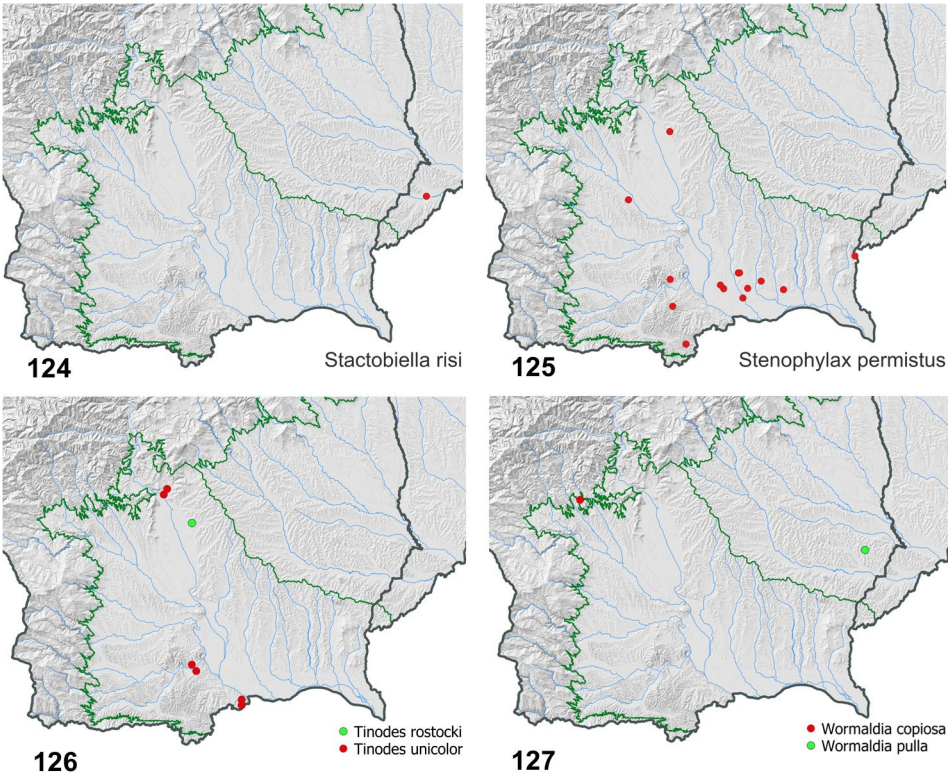 124
Stactobiella risi
125
Stenophylax permistus
126
Tinodes rostocki
Tinodes unicolor
127
Wormaldia copiosa
Wormaldia pulla